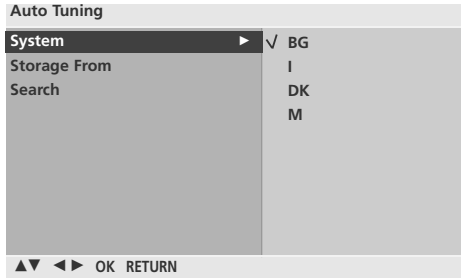 Auto Tuning
System ► √ BG
Storage From I
Search DK
M
▲▼ ◄ ► OK RETURN